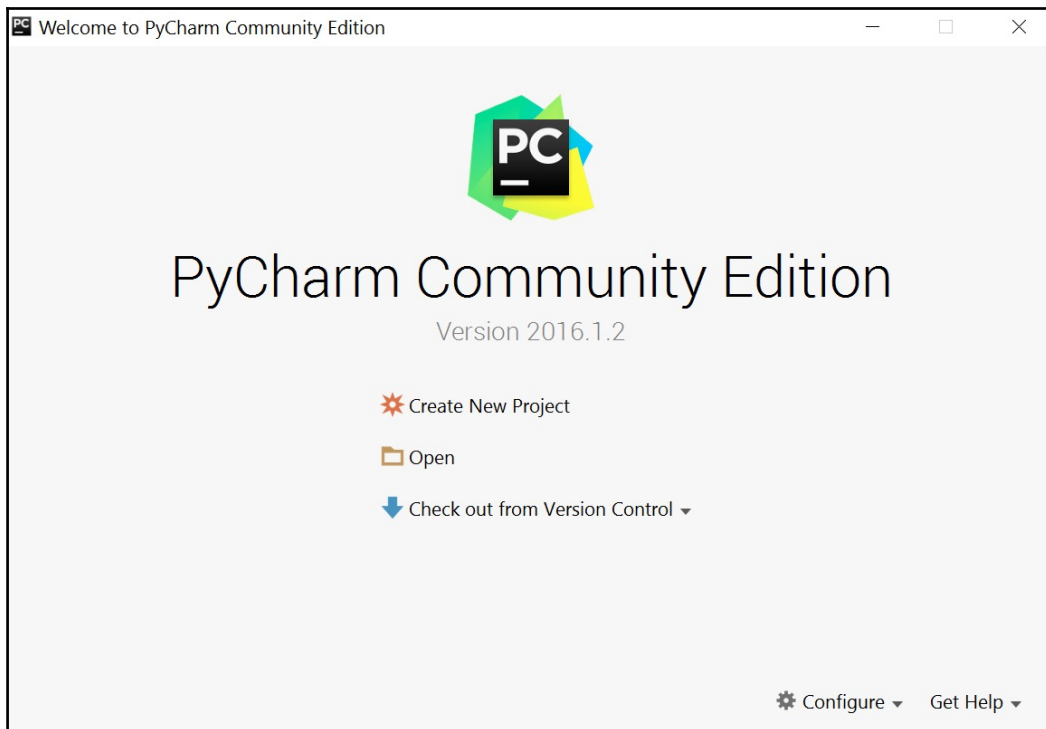 PC Welcome to PyCharm Community Edition
PC
PyCharm Community Edition
Version 2016.1.2
Create New Project
Open
Check out from Version Control
Configure Get Help